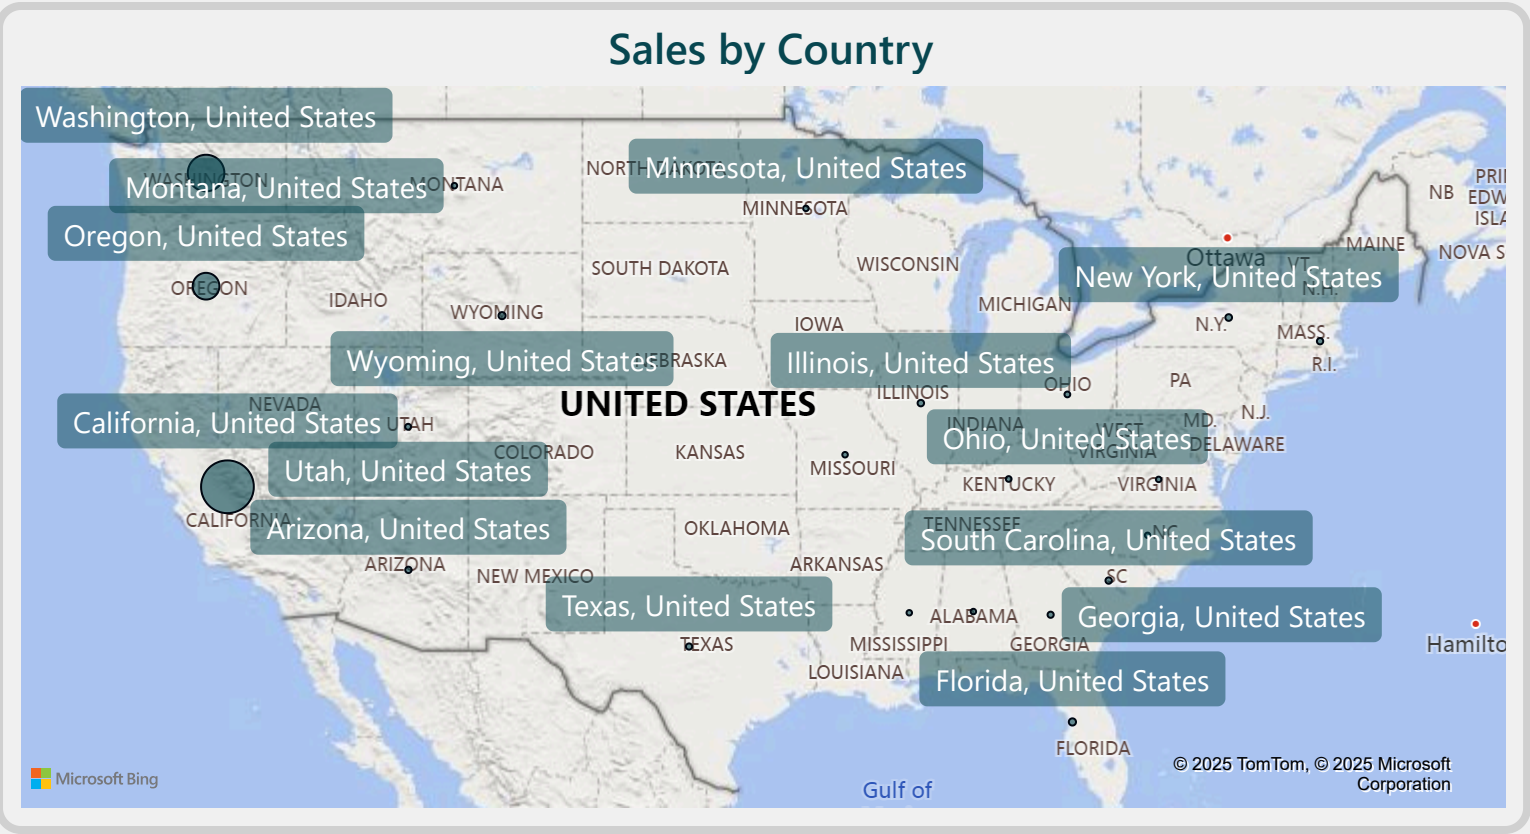 Sales by Country
Washington, United States
WASHINGTON
Montana, United States
MONTANA
NORTH DAKOTA
Minnesota, United States
MINNESOTA
Oregon, United States
OREGON
IDAHO
WYOMING
SOUTH DAKOTA
WISCONSIN
MICHIGAN
Ottawa
VT.
MAINE
NB
PRI
EDW
ISLA
NOVA S
New York, United States
N.H.
N.Y.
MASS.
R.I.
IOWA
Wyoming, United States
NEBRASKA
Illinois, United States
ILLINOIS
OHIO
PA
UNITED STATES
NEVADA
California, United States
UTAH
INDIANA
WEST
VIRGINIA
MD.
N.J.
DELAWARE
Ohio, United States
COLORADO
KANSAS
MISSOURI
Utah, United States
KENTUCKY
VIRGINIA
CALIFORNIA
Arizona, United States
OKLAHOMA
TENNESSEE
NC
South Carolina, United States
ARIZONA
NEW MEXICO
ARKANSAS
SC
Texas, United States
TEXAS
ALABAMA
Georgia, United States
MISSISSIPPI
GEORGIA
LOUISIANA
Florida, United States
FLORIDA
Hamilto
Gulf of
Microsoft Bing
© 2025 TomTom, © 2025 Microsoft
Corporation